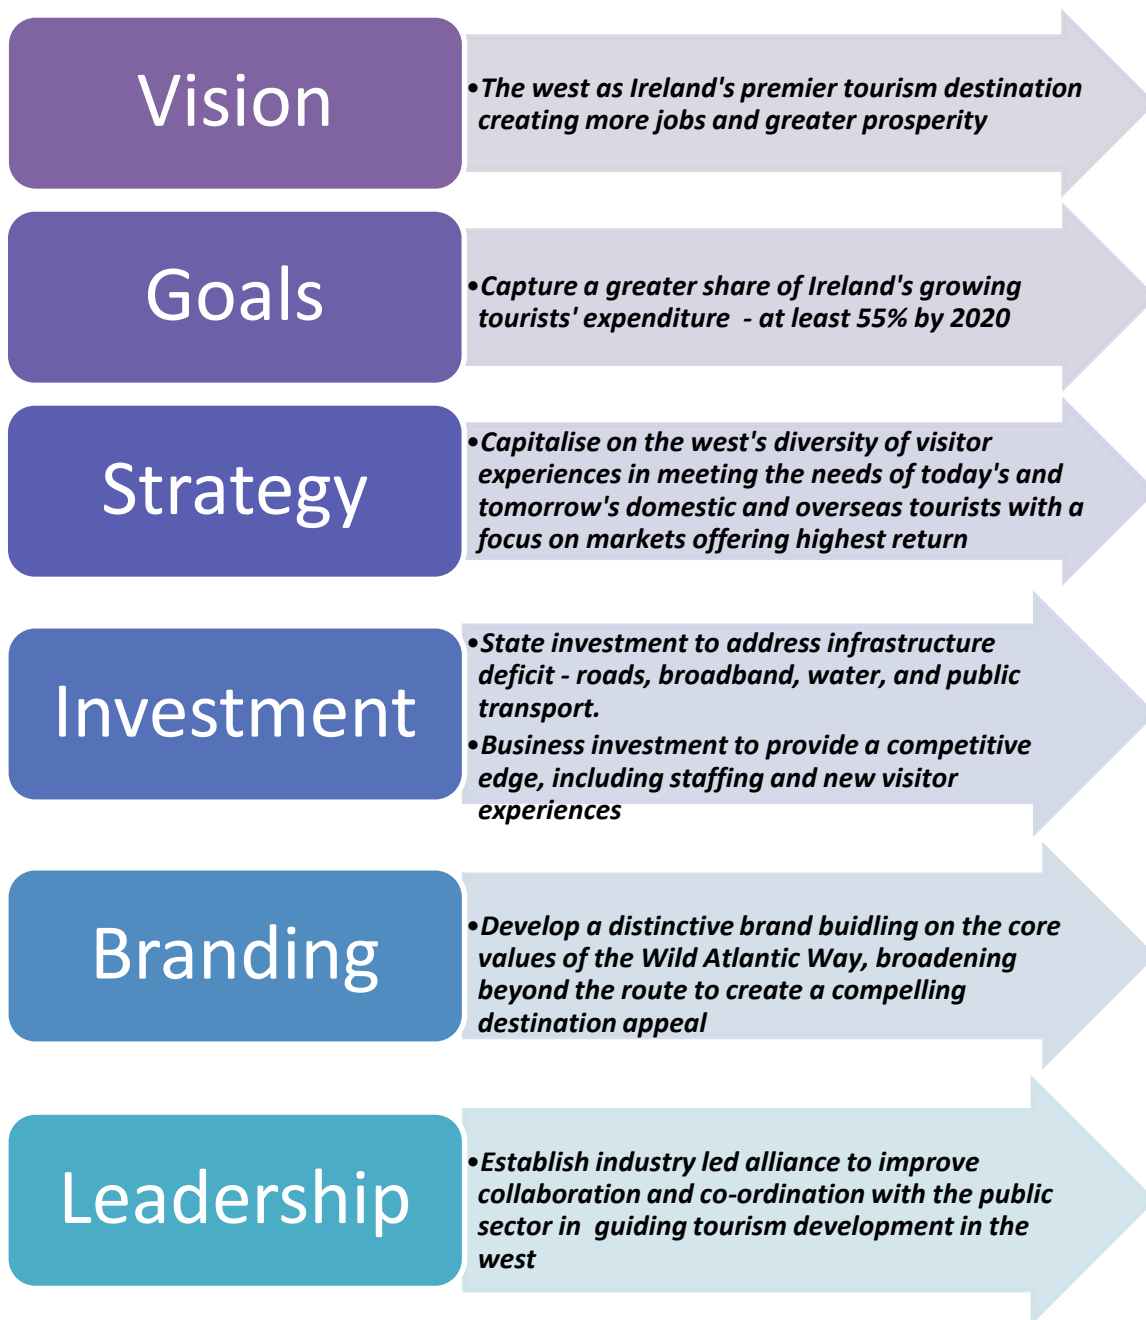 Vision
•The west as Ireland's premier tourism destination
creating more jobs and greater prosperity
Goals
•Capture a greater share of Ireland's growing
tourists' expenditure  - at least 55% by 2020
Strategy
•Capitalise on the west's diversity of visitor
experiences in meeting the needs of today's and
tomorrow's domestic and overseas tourists with a
focus on markets offering highest return
Investment
•State investment to address infrastructure
deficit - roads, broadband, water, and public
transport.
•Business investment to provide a competitive
edge, including staffing and new visitor
experiences
Branding
•Develop a distinctive brand buidling on the core
values of the Wild Atlantic Way, broadening
beyond the route to create a compelling
destination appeal
Leadership
•Establish industry led alliance to improve
collaboration and co-ordination with the public
sector in  guiding tourism development in the
west